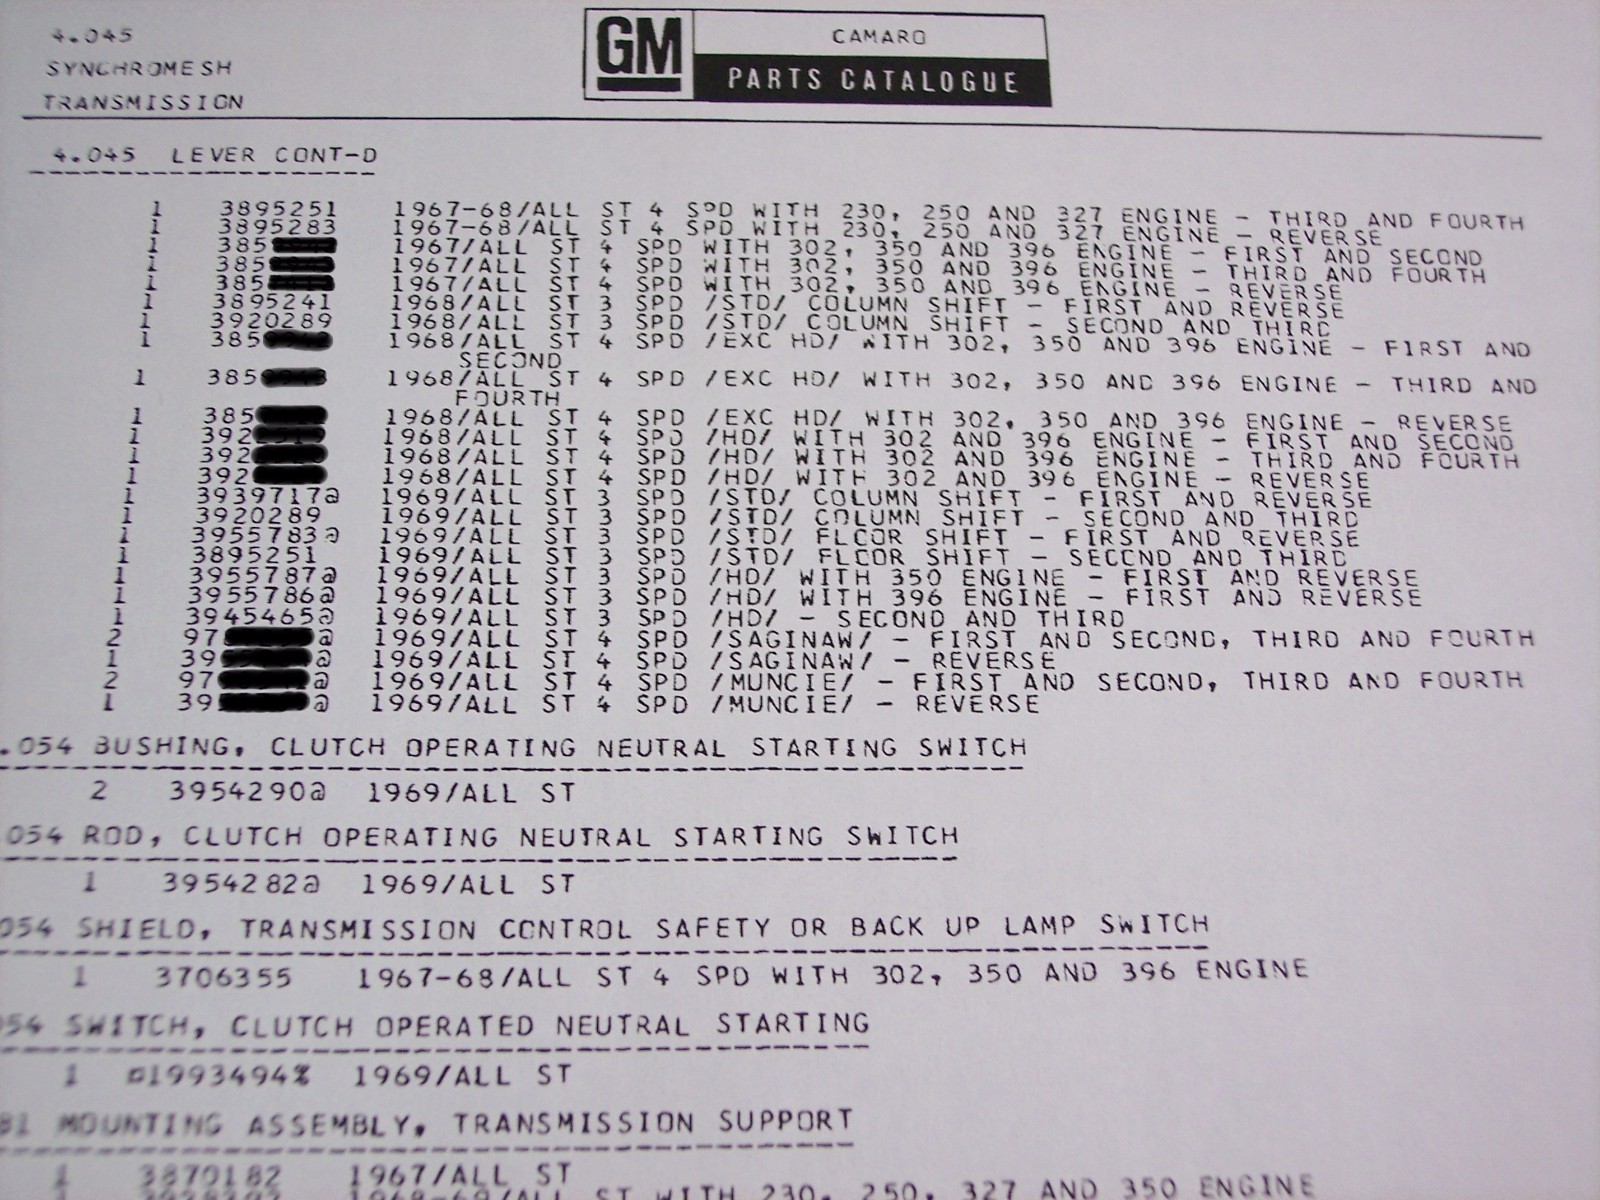 4.045
SYNCHROMESH
TRANSMISSION
GM
CAMARO
PARTS CATALOGUE
4.045 LEVER CONT-D
1 3895251 1967-68/ALL ST 4 SPD WITH 230, 250 AND 327 ENGINE - THIRD AND FOURTH
1 3895283 1967-68/ALL ST 4 SPD WITH 230, 250 AND 327 ENGINE - REVERSE
1 385 1967/ALL ST 4 SPD WITH 302, 350 AND 396 ENGINE - FIRST AND SECOND
1 385 1967/ALL ST 4 SPD WITH 302, 350 AND 396 ENGINE - THIRD AND FOURTH
1 385 1967/ALL ST 4 SPD WITH 302, 350 AND 396 ENGINE - REVERSE
1 3895241 1968/ALL ST 3 SPD /STD/ COLUMN SHIFT - FIRST AND REVERSE
1 3920289 1968/ALL ST 3 SPD /STD/ COLUMN SHIFT - SECOND AND THIRD
1 385 1968/ALL ST 4 SPD /EXC HD/ WITH 302, 350 AND 396 ENGINE - FIRST AND
SECOND
1 385 1968/ALL ST 4 SPD /EXC HD/ WITH 302, 350 AND 396 ENGINE - THIRD AND
FOURTH
1 385 1968/ALL ST 4 SPD /EXC HD/ WITH 302, 350 AND 396 ENGINE - REVERSE
1 392 1968/ALL ST 4 SPD /HD/ WITH 302 AND 396 ENGINE - FIRST AND SECOND
1 392 1968/ALL ST 4 SPD /HD/ WITH 302 AND 396 ENGINE - THIRD AND FOURTH
1 392 1968/ALL ST 4 SPD /HD/ WITH 302 AND 396 ENGINE - REVERSE
1 3939717@ 1969/ALL ST 3 SPD /STD/ COLUMN SHIFT - FIRST AND REVERSE
1 3920289 1969/ALL ST 3 SPD /STD/ COLUMN SHIFT - SECOND AND THIRD
1 3955783@ 1969/ALL ST 3 SPD /STD/ FLOOR SHIFT - FIRST AND REVERSE
1 3895251 1969/ALL ST 3 SPD /STD/ FLOOR SHIFT - SECOND AND THIRD
1 3955787@ 1969/ALL ST 3 SPD /HD/ WITH 350 ENGINE - FIRST AND REVERSE
1 3955786@ 1969/ALL ST 3 SPD /HD/ WITH 396 ENGINE - FIRST AND REVERSE
1 3945465@ 1969/ALL ST 3 SPD /HD/ - SECOND AND THIRD
2 97 @ 1969/ALL ST 4 SPD /SAGINAW/ - FIRST AND SECOND, THIRD AND FOURTH
1 39 @ 1969/ALL ST 4 SPD /SAGINAW/ - REVERSE
2 97 @ 1969/ALL ST 4 SPD /MUNCIE/ - FIRST AND SECOND, THIRD AND FOURTH
1 39 @ 1969/ALL ST 4 SPD /MUNCIE/ - REVERSE
.054 BUSHING, CLUTCH OPERATING NEUTRAL STARTING SWITCH
2 3954290@ 1969/ALL ST
054 ROD, CLUTCH OPERATING NEUTRAL STARTING SWITCH
1 3954282@ 1969/ALL ST
054 SHIELD, TRANSMISSION CONTROL SAFETY OR BACK UP LAMP SWITCH
1 3706355 1967-68/ALL ST 4 SPD WITH 302, 350 AND 396 ENGINE
54 SWITCH, CLUTCH OPERATED NEUTRAL STARTING
1 ¤1993494% 1969/ALL ST
81 MOUNTING ASSEMBLY, TRANSMISSION SUPPORT
1 3870182 1967/ALL ST
1968-69/ALL ST WITH 230, 250, 327 AND 350 ENGINE